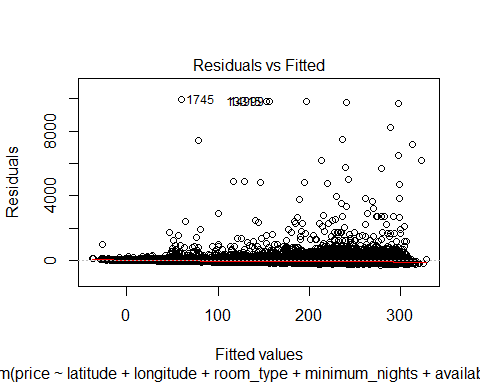 Residuals vs Fitted
Residuals
8000
4000
0
1745
0
100
200
300
Fitted values
m(price ~ latitude + longitude + room_type + minimum_nights + availab